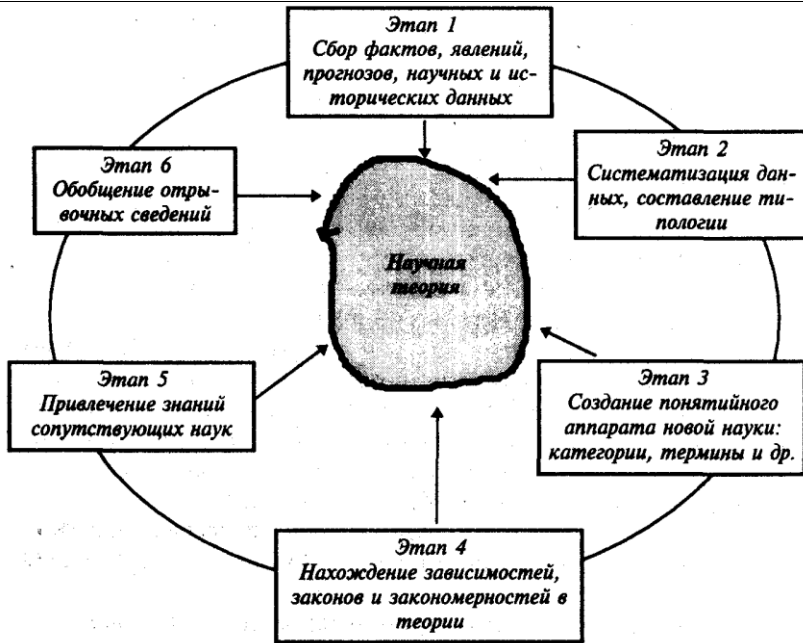 Этап 1
Сбор фактов, явлений,
прогнозов, научных и ис-
торических данных
Этап 2
Систематизация дан-
ных, составление ти-
пологии
Этап 3
Создание понятийного
аппарата новой науки:
категории, термины и др.
Этап 4
Нахождение зависимостей,
законов и закономерностей в
теории
Этап 5
Привлечение знаний
сопутствующих наук
Этап 6
Обобщение отры-
вочных сведений
Научная
теория